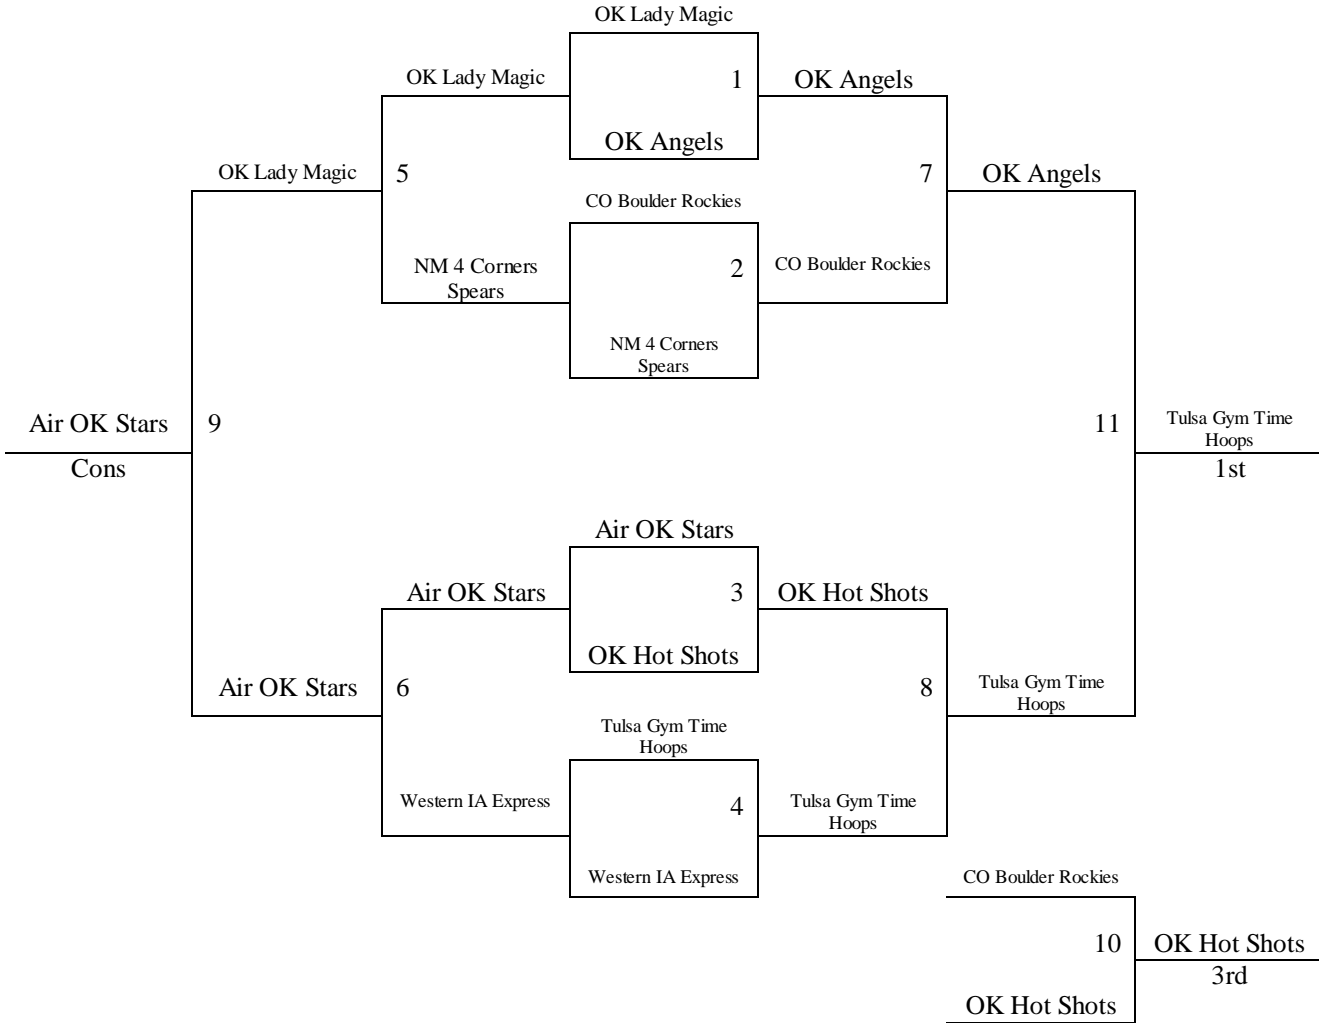 OK Lady Magic
OK Lady Magic
1
OK Angels
OK Angels
OK Lady Magic
5
7
OK Angels
CO Boulder Rockies
NM 4 Corners
Spears
2
CO Boulder Rockies
NM 4 Corners
Spears
Air OK Stars
Cons
9
11
Tulsa Gym Time
Hoops
1st
Air OK Stars
Air OK Stars
3
OK Hot Shots
OK Hot Shots
Air OK Stars
6
8
Tulsa Gym Time
Hoops
Tulsa Gym Time
Hoops
Western IA Express
4
Tulsa Gym Time
Hoops
Western IA Express
CO Boulder Rockies
10
OK Hot Shots
3rd
OK Hot Shots